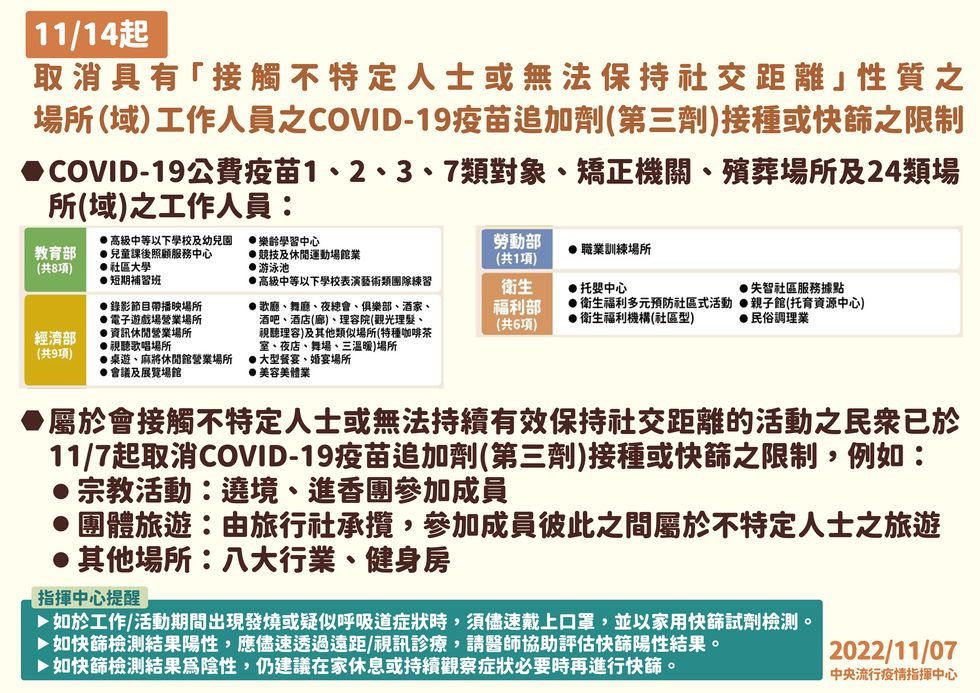 11/14起
取消具有「接觸不特定人士或無法保持社交距離」性質之
場所(域)工作人員之COVID-19疫苗追加劑(第三劑)接種或快篩之限制
COVID-19公費疫苗1、2、3、7類對象、矯正機關、殯葬場所及24類場
所(域)之工作人員：
教育部
(共8項)
● 高級中等以下學校及幼兒園
● 兒童課後照顧服務中心
● 社區大學
● 短期補習班
● 樂齡學習中心
● 競技及休閒運動場館業
● 游泳池
● 高級中等以下學校表演藝術類團隊練習
經濟部
(共9項)
● 錄影節目帶播映場所
● 電子遊戲場營業場所
● 資訊休閒營業場所
● 視聽歌唱場所
● 桌遊、麻將休閒館營業場所
● 會議及展覽場館
● 歌廳、舞廳、夜總會、俱樂部、酒家、
酒吧、酒店(廊)、理容院(觀光理髮、
視聽理容)及其他類似場所(特種咖啡茶
室、夜店、舞場、三溫暖)場所
● 大型餐宴、婚宴場所
● 美容美體業
勞動部
(共1項)
● 職業訓練場所
衛生
福利部
(共6項)
● 托嬰中心
● 衛生福利多元預防社區式活動
● 衛生福利機構(社區型)
● 失智社區服務據點
● 親子館(托育資源中心)
● 民俗調理業
屬於會接觸不特定人士或無法持續有效保持社交距離的活動之民眾已於
11/7起取消COVID-19疫苗追加劑(第三劑)接種或快篩之限制，例如：
● 宗教活動：遶境、進香團參加成員
● 團體旅遊：由旅行社承攬，參加成員彼此之間屬於不特定人士之旅遊
● 其他場所：八大行業、健身房
指揮中心提醒
▶如於工作/活動期間出現發燒或疑似呼吸道症狀時，須儘速戴上口罩，並以家用快篩試劑檢測。
▶如快篩檢測結果陽性，應儘速透過遠距/視訊診療，請醫師協助評估快篩陽性結果。
▶如快篩檢測結果為陰性，仍建議在家休息或持續觀察症狀必要時再進行快篩。
2022/11/07
中央流行疫情指揮中心